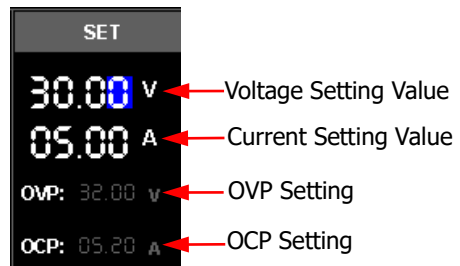 SET
30.00 V Voltage Setting Value
05.00 A Current Setting Value
OVP: 32.00 V OVP Setting
OCP: 05.20 A OCP Setting